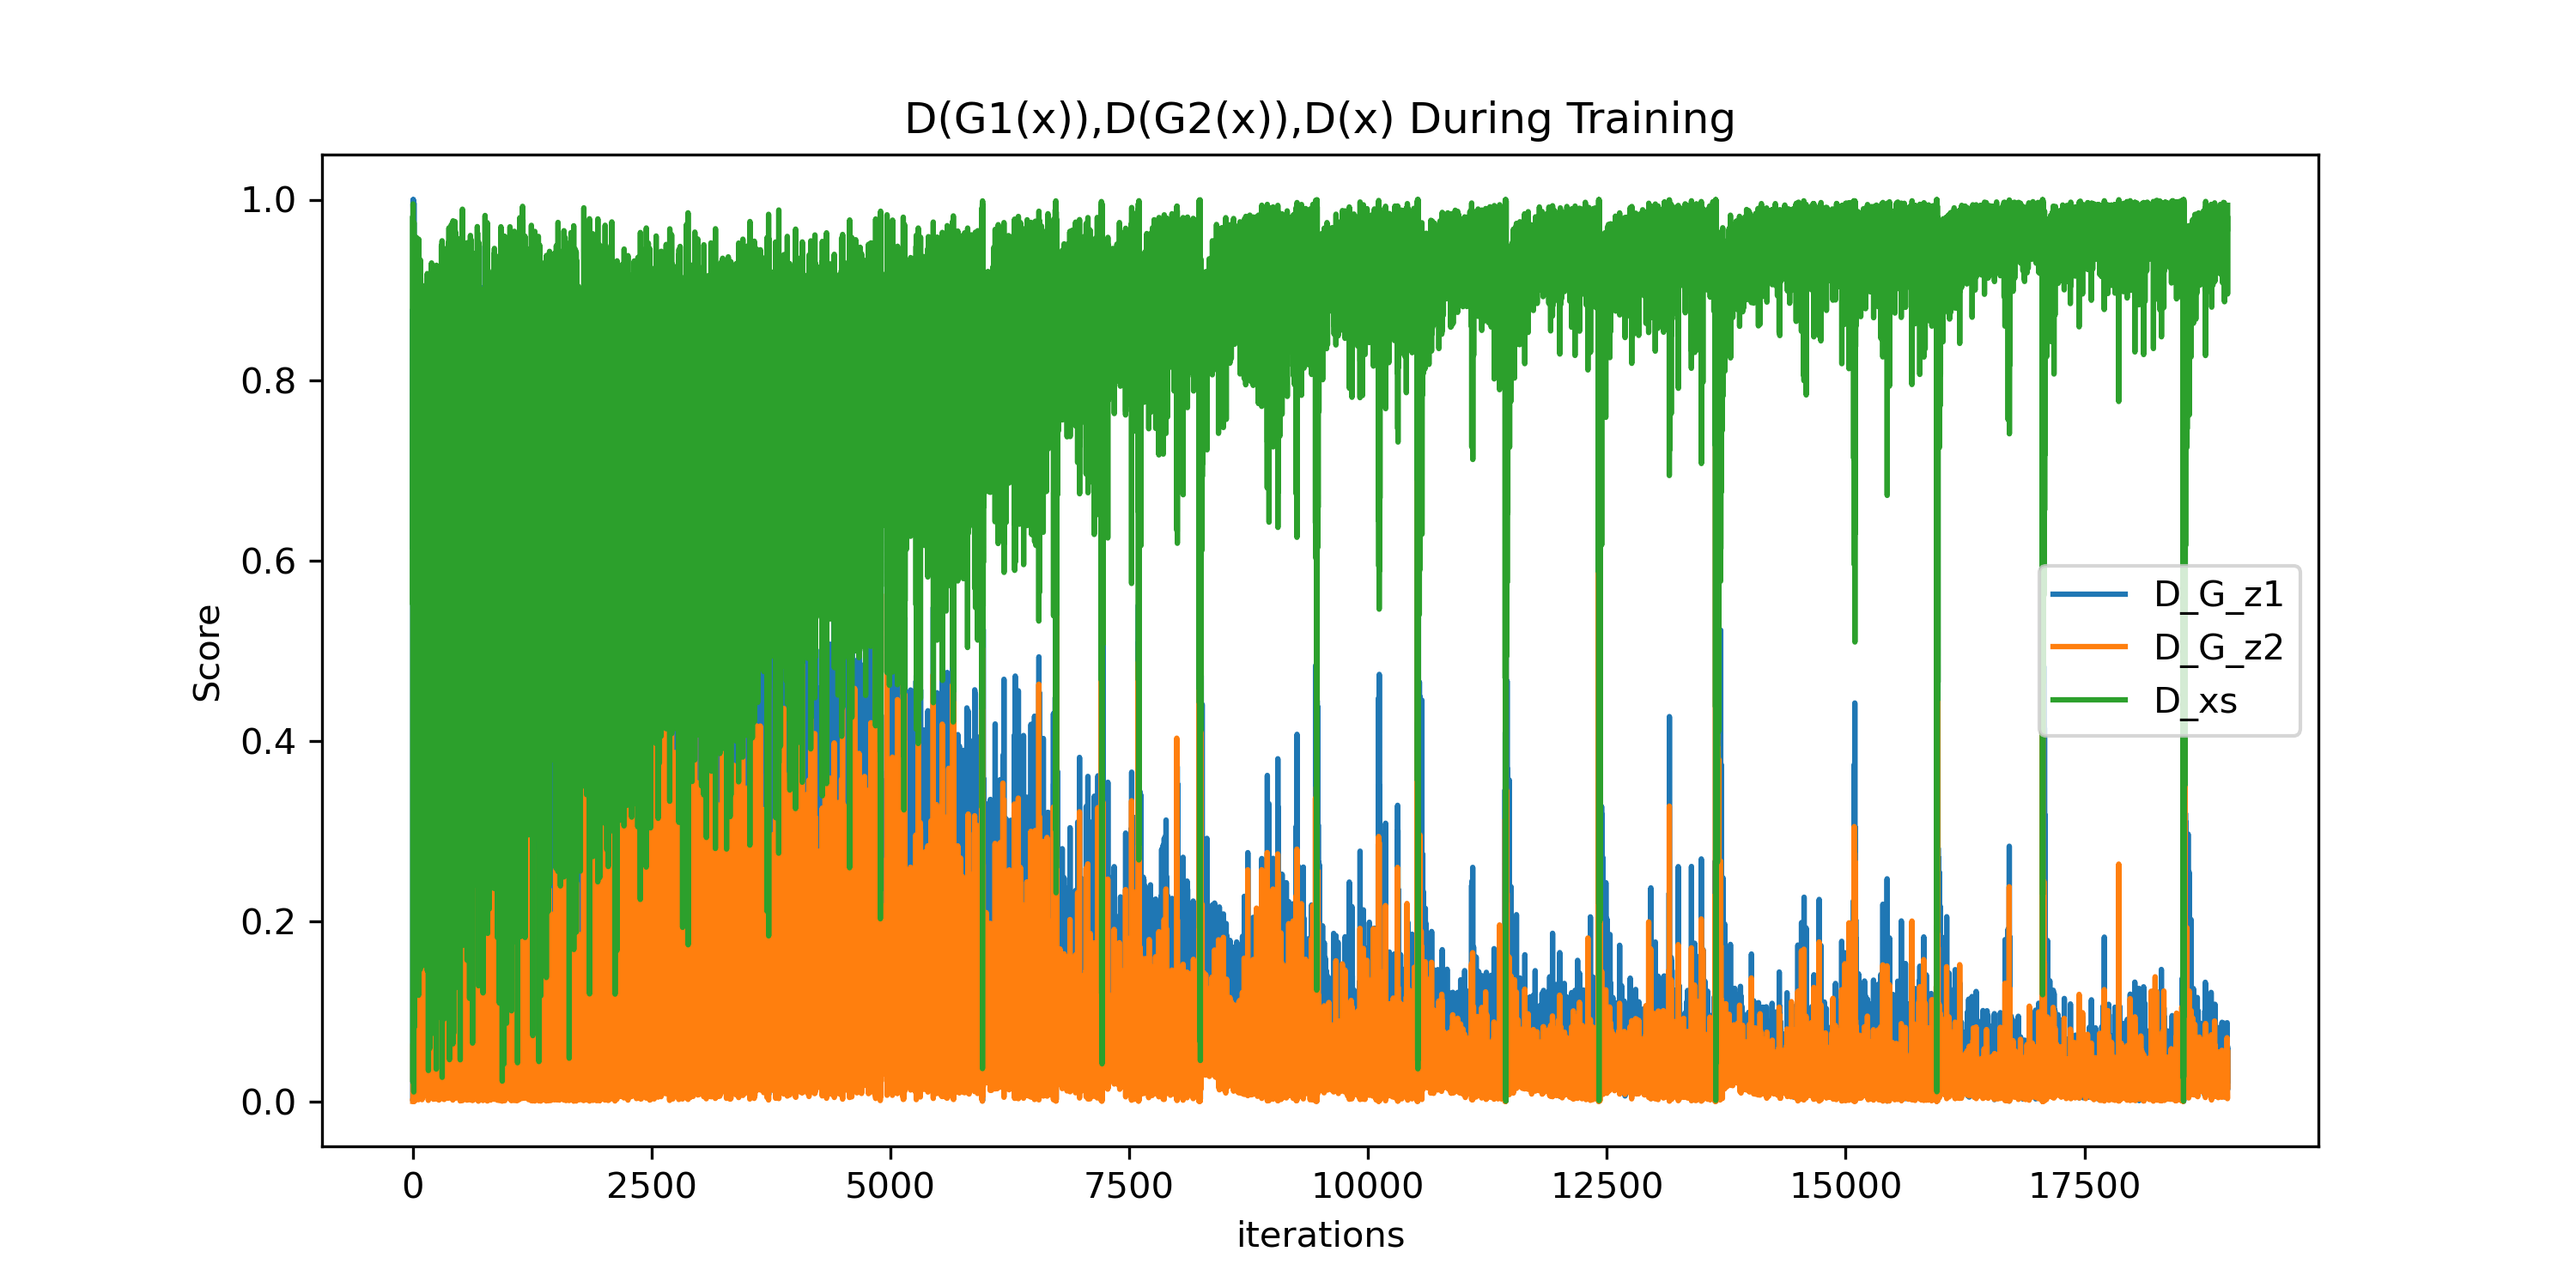 D(G1(x)),D(G2(x)),D(x) During Training
1.0
0.8
0.6
0.4
0.2
0.0
Score
D_G_z1
D_G_z2
D_xs
0 2500 5000 7500 10000 12500 15000 17500
iterations